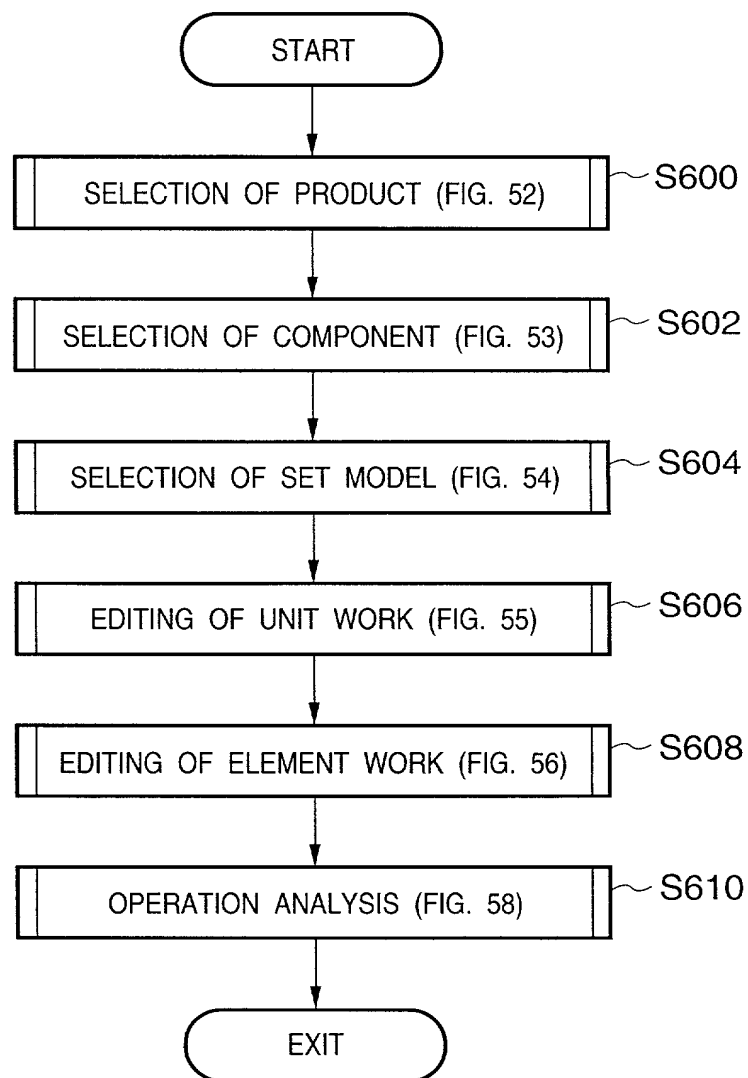 START
SELECTION OF PRODUCT (FIG. 52)
S600
SELECTION OF COMPONENT (FIG. 53)
S602
SELECTION OF SET MODEL (FIG. 54)
S604
EDITING OF UNIT WORK (FIG. 55)
S606
EDITING OF ELEMENT WORK (FIG. 56)
S608
OPERATION ANALYSIS (FIG. 58)
S610
EXIT